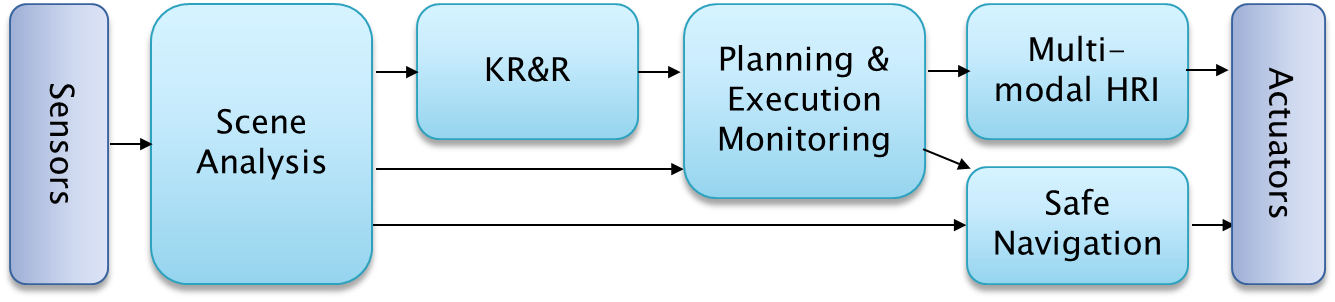 Sensors
Scene
Analysis
KR&R
Planning &
Execution
Monitoring
Multi-
modal HRI
Safe
Navigation
Actuators